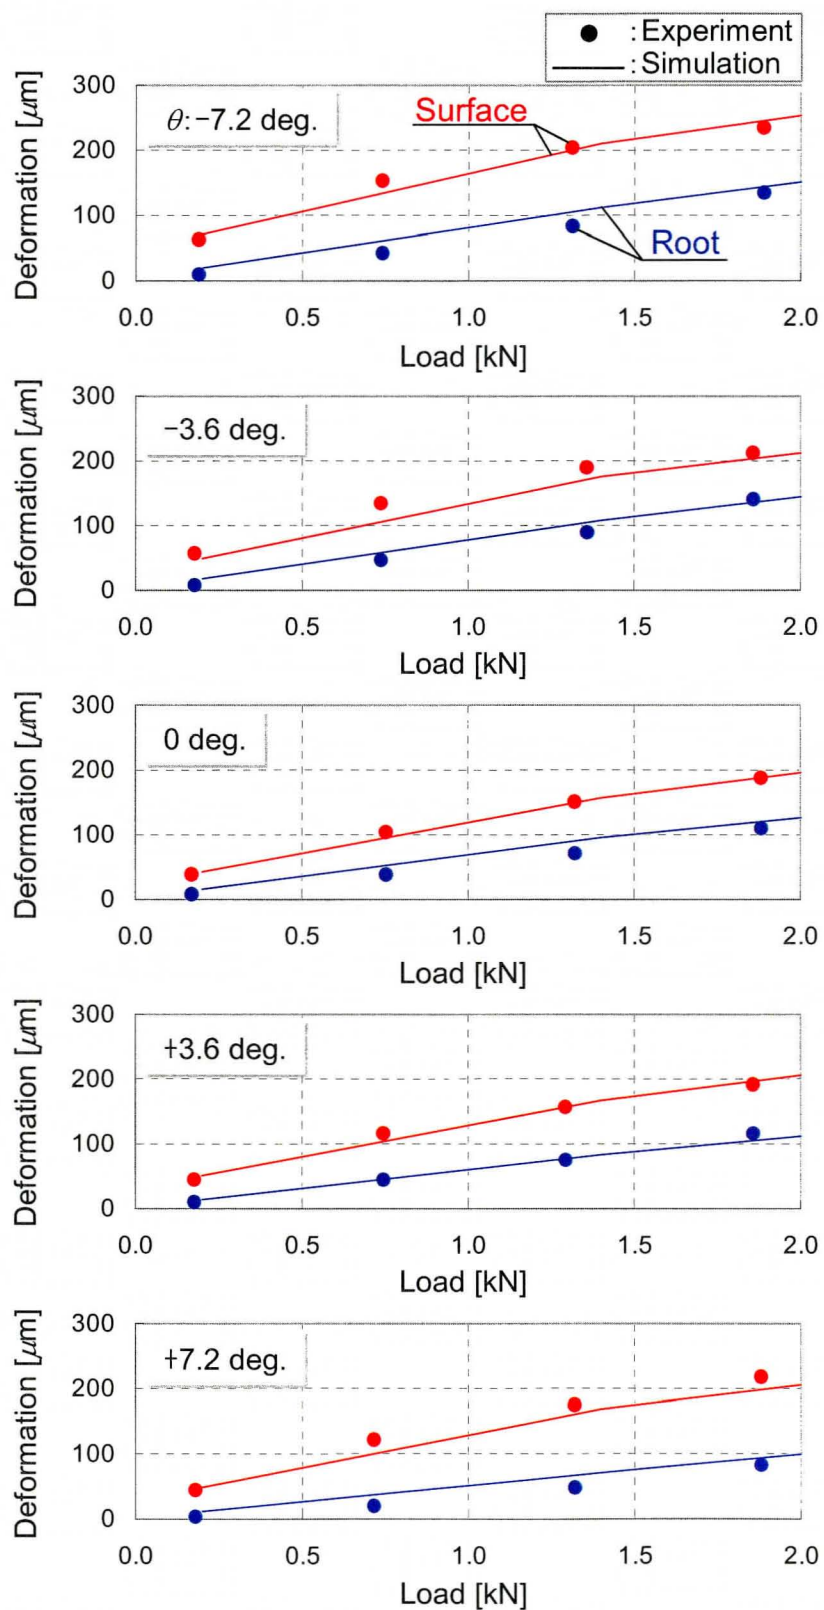 ● : Experiment
— : Simulation
Deformation [μm]
300
200
100
0
θ: −7.2 deg.
Surface
Root
0.0 0.5 1.0 1.5 2.0
Load [kN]
Deformation [μm]
300
200
100
0
−3.6 deg.
0.0 0.5 1.0 1.5 2.0
Load [kN]
Deformation [μm]
300
200
100
0
0 deg.
0.0 0.5 1.0 1.5 2.0
Load [kN]
Deformation [μm]
300
200
100
0
+3.6 deg.
0.0 0.5 1.0 1.5 2.0
Load [kN]
Deformation [μm]
300
200
100
0
+7.2 deg.
0.0 0.5 1.0 1.5 2.0
Load [kN]